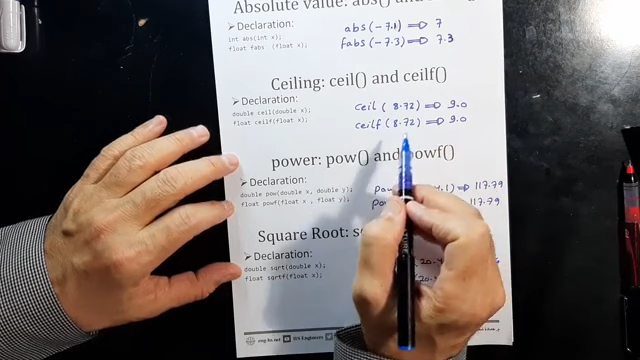 Absolute value: abs() and
➤ Declaration:
int abs(int x);
float fabs (float x);
abs(-7.1) ⇒ 7
fabs(-7.3) ⇒ 7.3
Ceiling: ceil() and ceilf()
➤ Declaration:
double ceil(double x);
float ceilf(float x);
ceil ( 8.72) ⇒ 9.0
ceilf ( 8.72) ⇒ 9.0
power: pow() and powf()
➤ Declaration:
double pow(double x, double y);
float powf(float x , float y);
⇒ 117.79
117.79
Square Root:
➤ Declaration:
double sqrt(double x);
float sqrtf(float x);